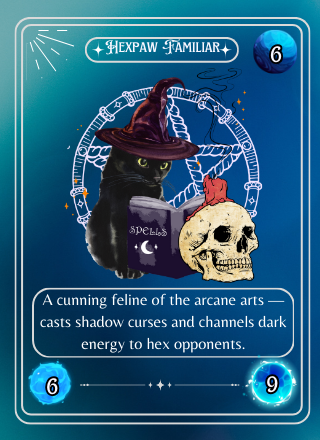 Hexpaw Familiar
6
SPELLS
A cunning feline of the arcane arts —
casts shadow curses and channels dark
energy to hex opponents.
6
9